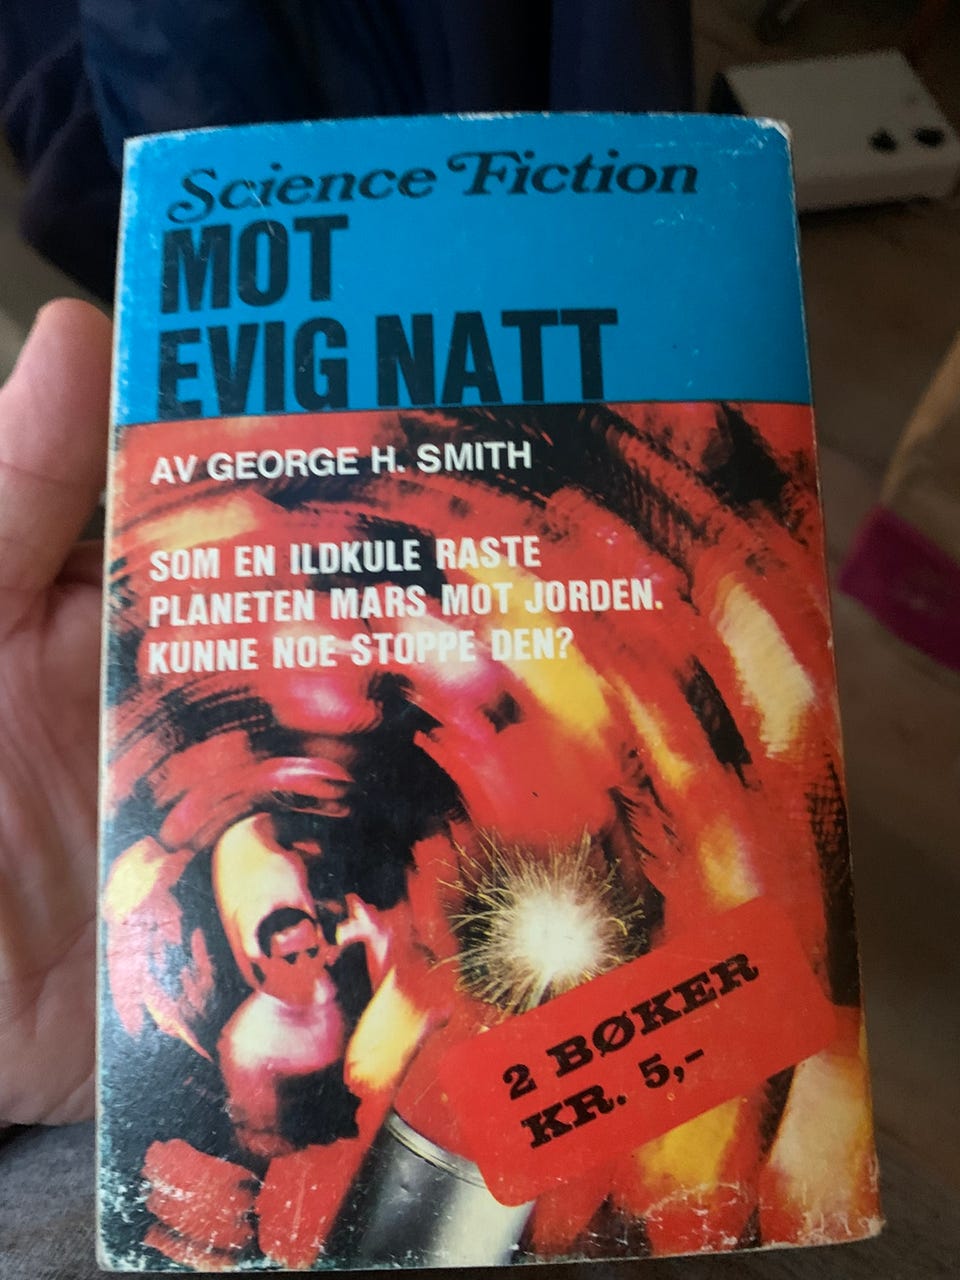 Science Fiction
MOT
EVIG NATT
AV GEORGE H. SMITH
SOM EN ILDKULE RASTE
PLANETEN MARS MOT JORDEN.
KUNNE NOE STOPPE DEN?
2 BØKER
KR. 5,-